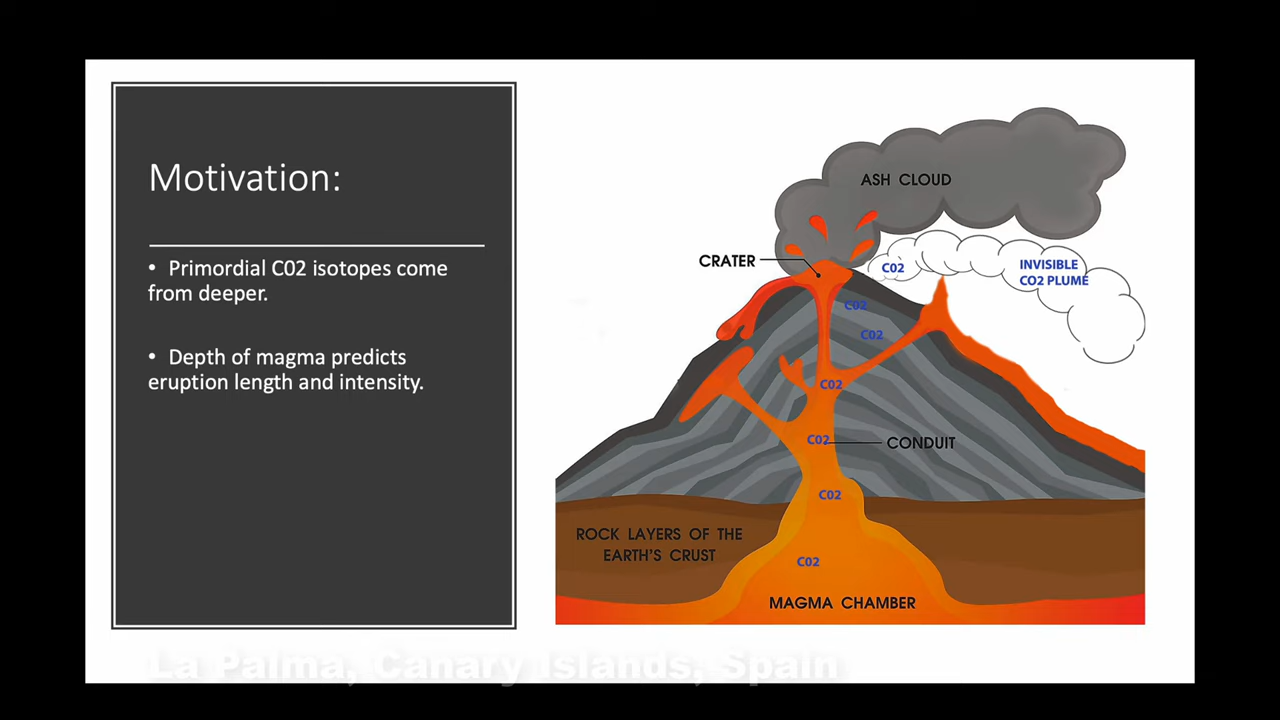 Motivation:
• Primordial C02 isotopes come
from deeper.
• Depth of magma predicts
eruption length and intensity.
ASH CLOUD
CRATER
C02
INVISIBLE
CO2 PLUME
C02
C02
C02
C02
CONDUIT
C02
ROCK LAYERS OF THE
EARTH'S CRUST
C02
MAGMA CHAMBER
La Palma, Canary Islands, Spain